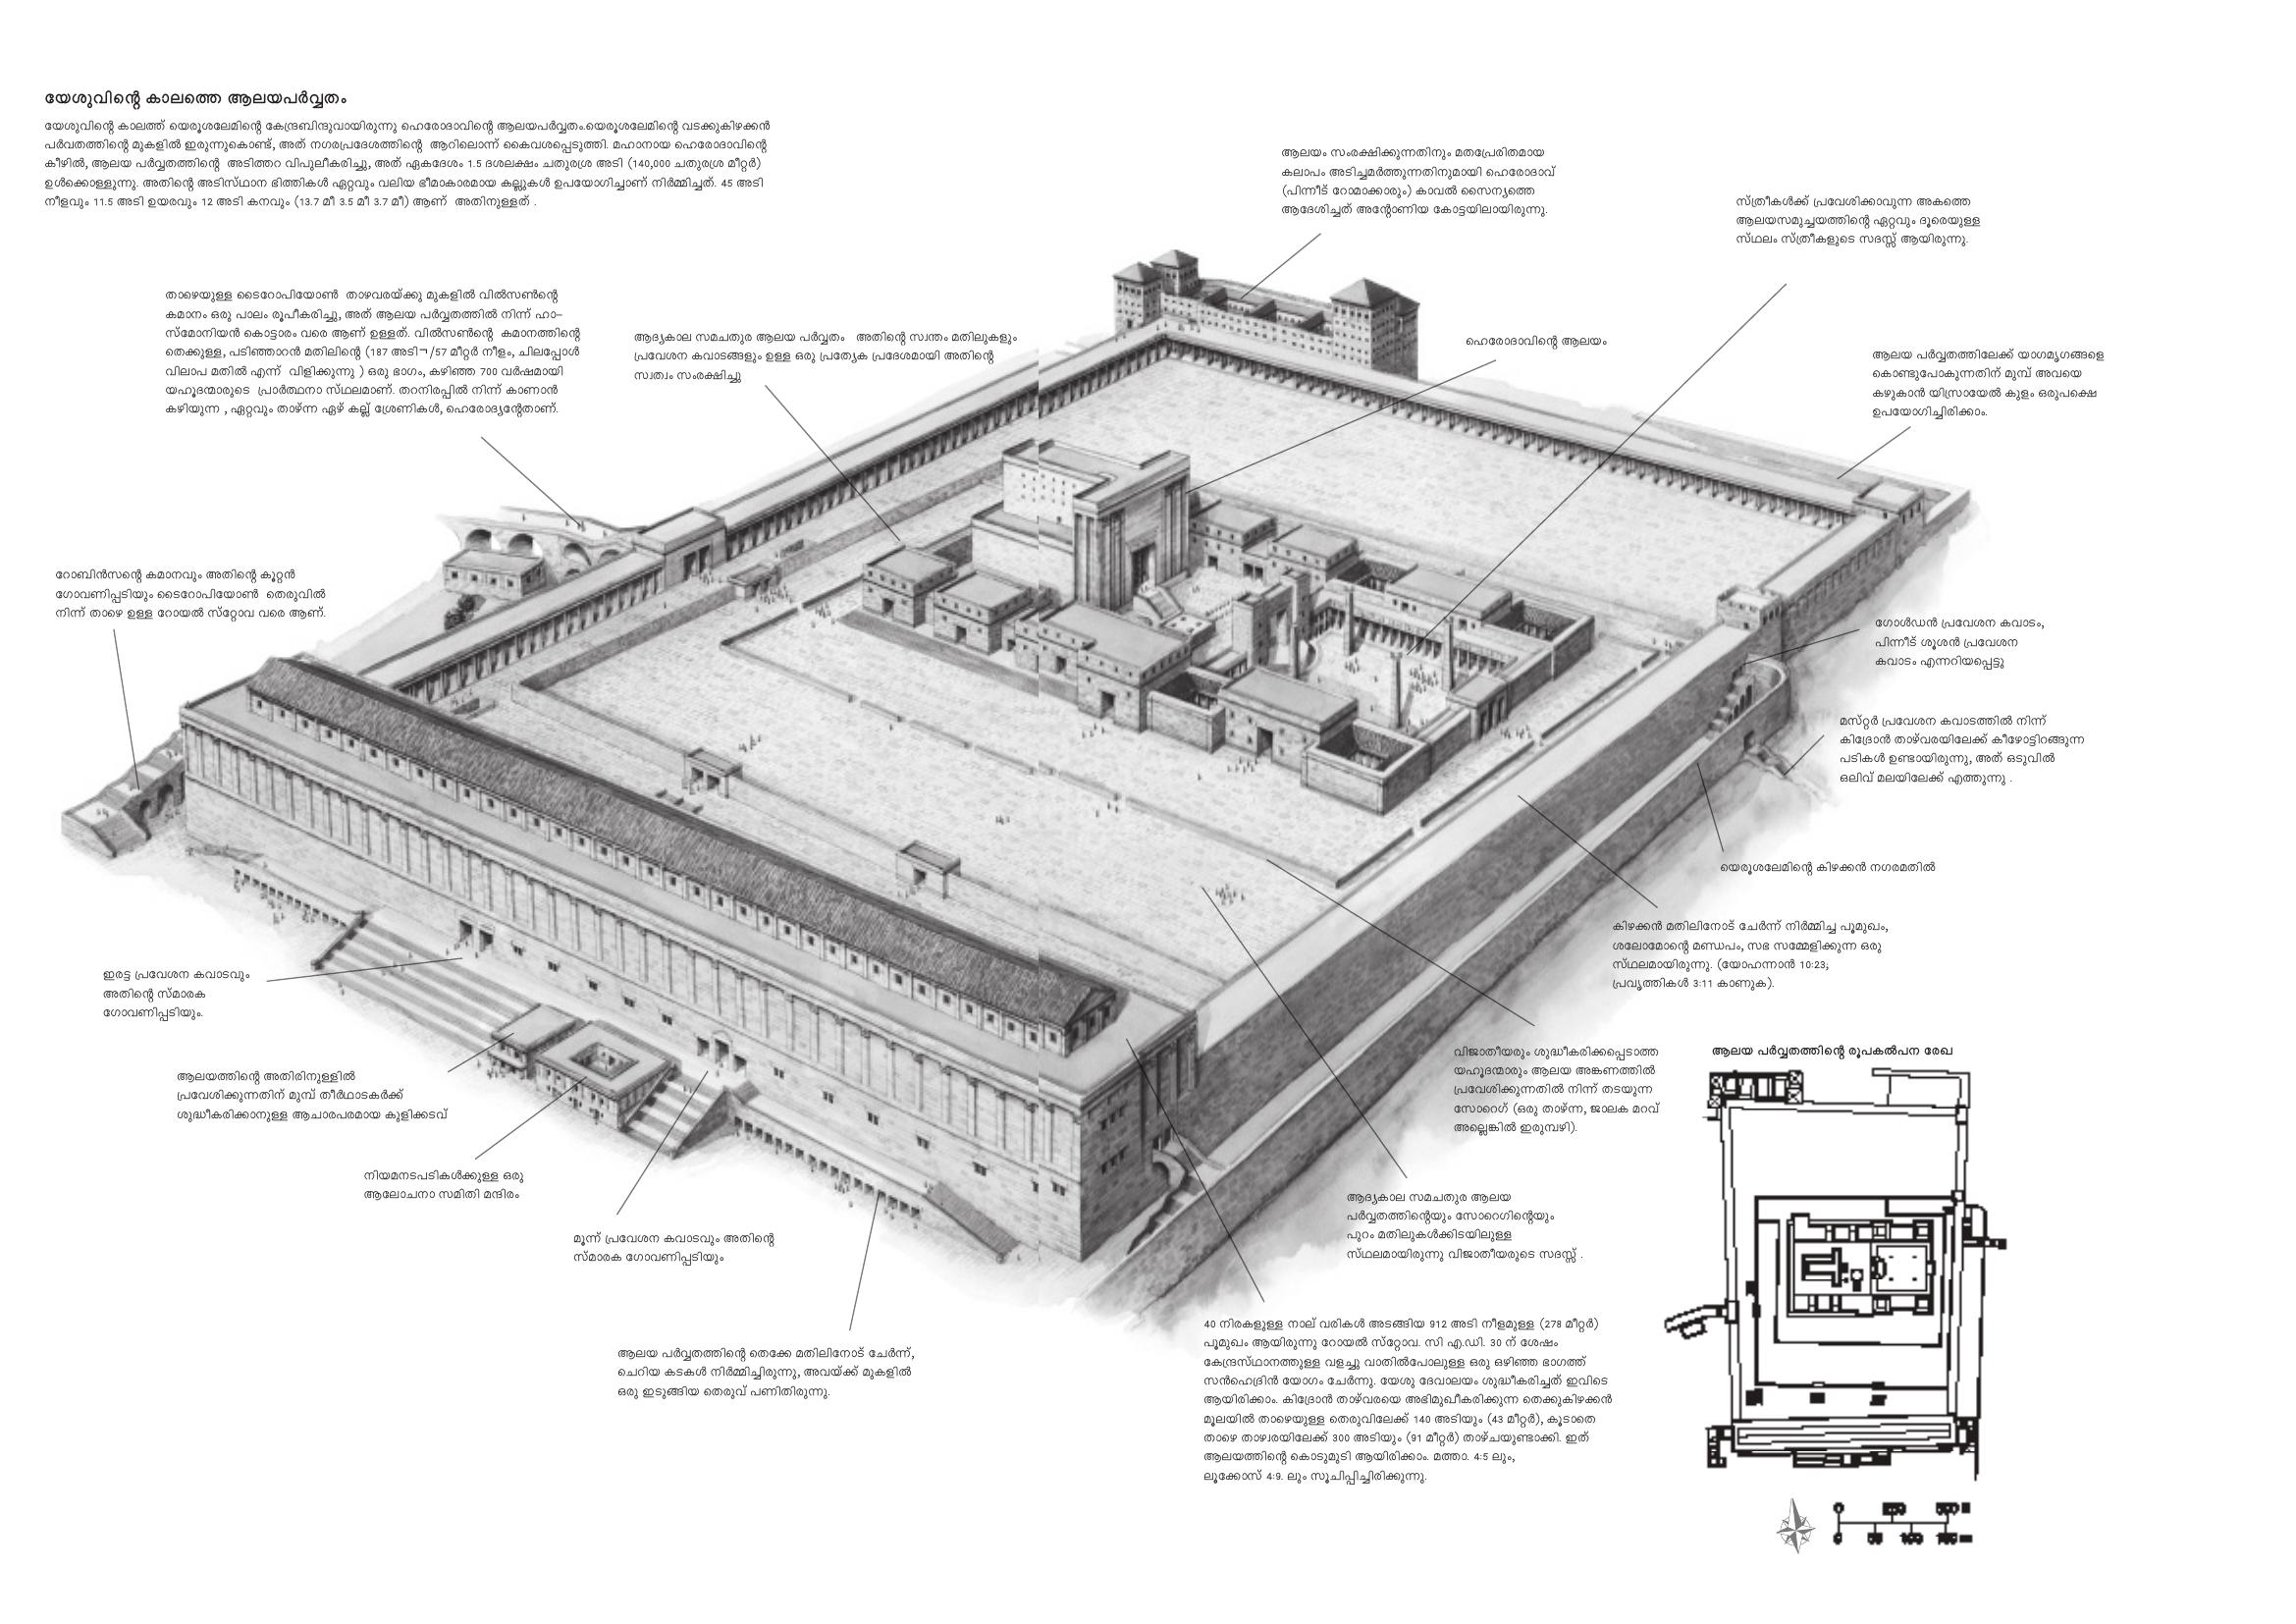 യേശുവിന്റെ കാലത്തെ ആലയപർവ്വതം
യേശുവിന്റെ കാലത്ത് യെരൂശലേമിന്റെ കേന്ദ്രബിന്ദുവായിരുന്നു ഹെരോദാവിന്റെ ആലയപർവ്വതം.യെരൂശലേമിന്റെ വടക്കുകിഴക്കൻ
പർവതത്തിന്റെ മുകളിൽ ഇരുന്നുകൊണ്ട്, അത് നഗരപ്രദേശത്തിന്റെ ആറിലൊന്ന് കൈവശപ്പെടുത്തി. മഹാനായ ഹെരോദാവിന്റെ
കീഴിൽ, ആലയ പർവ്വതത്തിന്റെ അടിത്തറ വിപുലീകരിച്ചു, അത് ഏകദേശം 1.5 ദശലക്ഷം ചതുരശ്ര അടി (140,000 ചതുരശ്ര മീറ്റർ)
ഉൾക്കൊള്ളുന്നു. അതിന്റെ അടിസ്ഥാന ഭിത്തികൾ ഏറ്റവും വലിയ ഭീമാകാരമായ കല്ലുകൾ ഉപയോഗിച്ചാണ് നിർമ്മിച്ചത്. 45 അടി
നീളവും 11.5 അടി ഉയരവും 12 അടി കനവും (13.7 മീ 3.5 മീ 3.7 മീ) ആണ് അതിനുള്ളത് .
ആലയം സംരക്ഷിക്കുന്നതിനും മതപ്രേരിതമായ
കലാപം അടിച്ചമർത്തുന്നതിനുമായി ഹെരോദാവ്
(പിന്നീട് റോമാക്കാരും) കാവൽ സൈന്യത്തെ
ആദേശിച്ചത് അന്റോണിയ കോട്ടയിലായിരുന്നു.
സ്ത്രീകൾക്ക് പ്രവേശിക്കാവുന്ന അകത്തെ
ആലയസമുച്ചയത്തിന്റെ ഏറ്റവും ദൂരെയുള്ള
സ്ഥലം സ്ത്രീകളുടെ സദസ്സ് ആയിരുന്നു.
താഴെയുള്ള ടൈറോപിയോൺ താഴവരയ്ക്കു മുകളിൽ വിൽസൺന്റെ
കമാനം ഒരു പാലം രൂപീകരിച്ചു, അത് ആലയ പർവ്വതത്തിൽ നിന്ന് ഹാ–
സ്മോനിയൻ കൊട്ടാരം വരെ ആണ് ഉള്ളത്. വിൽസൺന്റെ കമാനത്തിന്റെ
തെക്കുള്ള, പടിഞ്ഞാറൻ മതിലിന്റെ (187 അടി¬/57 മീറ്റർ നീളം, ചിലപ്പോൾ
വിലാപ മതിൽ എന്ന് വിളിക്കുന്നു ) ഒരു ഭാഗം, കഴിഞ്ഞ 700 വർഷമായി
യഹൂദന്മാരുടെ പ്രാർത്ഥനാ സ്ഥലമാണ്. തറനിരപ്പിൽ നിന്ന് കാണാൻ
കഴിയുന്ന , ഏറ്റവും താഴ്ന്ന ഏഴ് കല്ല് ശ്രേണികൾ, ഹെരോദ്യന്റേതാണ്.
ആദ്യകാല സമചതുര ആലയ പർവ്വതം അതിന്റെ സ്വന്തം മതിലുകളും
പ്രവേശന കവാടങ്ങളും ഉള്ള ഒരു പ്രത്യേക പ്രദേശമായി അതിന്റെ
സ്വത്വം സംരക്ഷിച്ചു
ഹെരോദാവിന്റെ ആലയം
ആലയ പർവ്വതത്തിലേക്ക് യാഗമൃഗങ്ങളെ
കൊണ്ടുപോകുന്നതിന് മുമ്പ് അവയെ
കഴുകാൻ യിസ്രായേൽ കുളം ഒരുപക്ഷെ
ഉപയോഗിച്ചിരിക്കാം.
റോബിൻസന്റെ കമാനവും അതിന്റെ കൂറ്റൻ
ഗോവണിപ്പടിയും ടൈറോപിയോൺ തെരുവിൽ
നിന്ന് താഴെ ഉള്ള റോയൽ സ്റ്റോവ വരെ ആണ്.
ഗോൾഡൻ പ്രവേശന കവാടം,
പിന്നീട് ശൂശൻ പ്രവേശന
കവാടം എന്നറിയപ്പെട്ടു
മസ്റ്റർ പ്രവേശന കവാടത്തിൽ നിന്ന്
കിദ്രോൻ താഴ്‌വരയിലേക്ക് കീഴോട്ടിറങ്ങുന്ന
പടികൾ ഉണ്ടായിരുന്നു, അത് ഒടുവിൽ
ഒലിവ് മലയിലേക്ക് എത്തുന്നു .
യെരൂശലേമിന്റെ കിഴക്കൻ നഗരമതിൽ
കിഴക്കൻ മതിലിനോട് ചേർന്ന് നിർമ്മിച്ച പൂമുഖം,
ശലോമോന്റെ മണ്ഡപം, സഭ സമ്മേളിക്കുന്ന ഒരു
സ്ഥലമായിരുന്നു. (യോഹന്നാൻ 10:23;
പ്രവൃത്തികൾ 3:11 കാണുക).
ഇരട്ട പ്രവേശന കവാടവും
അതിന്റെ സ്മാരക
ഗോവണിപ്പടിയും.
ആലയത്തിന്റെ അതിരിനുള്ളിൽ
പ്രവേശിക്കുന്നതിന് മുമ്പ് തീർഥാടകർക്ക്
ശുദ്ധീകരിക്കാനുള്ള ആചാരപരമായ കുളിക്കടവ്
നിയമനടപടികൾക്കുള്ള ഒരു
ആലോചനാ സമിതി മന്ദിരം
മൂന്ന് പ്രവേശന കവാടവും അതിന്റെ
സ്മാരക ഗോവണിപ്പടിയും
ആലയ പർവ്വതത്തിന്റെ തെക്കേ മതിലിനോട് ചേർന്ന്,
ചെറിയ കടകൾ നിർമ്മിച്ചിരുന്നു, അവയ്ക്ക് മുകളിൽ
ഒരു ഇടുങ്ങിയ തെരുവ് പണിതിരുന്നു.
വിജാതീയരും ശുദ്ധീകരിക്കപ്പെടാത്ത
യഹൂദന്മാരും ആലയ അങ്കണത്തിൽ
പ്രവേശിക്കുന്നതിൽ നിന്ന് തടയുന്ന
സോറെഗ് (ഒരു താഴ്ന്ന, ജാലക മറവ്
അല്ലെങ്കിൽ ഇരുമ്പഴി).
ആദ്യകാല സമചതുര ആലയ
പർവ്വതത്തിന്റെയും സോറെഗിന്റെയും
പുറം മതിലുകൾക്കിടയിലുള്ള
സ്ഥലമായിരുന്നു വിജാതീയരുടെ സദസ്സ് .
40 നിരകളുള്ള നാല് വരികൾ അടങ്ങിയ 912 അടി നീളമുള്ള (278 മീറ്റർ)
പൂമുഖം ആയിരുന്നു റോയൽ സ്റ്റോവ. സി എ.ഡി. 30 ന് ശേഷം
കേന്ദ്രസ്ഥാനത്തുള്ള വളച്ചു വാതിൽപോലുള്ള ഒരു ഒഴിഞ്ഞ ഭാഗത്ത്
സൻഹെദ്രിൻ യോഗം ചേർന്നു. യേശു ദേവാലയം ശുദ്ധീകരിച്ചത് ഇവിടെ
ആയിരിക്കാം. കിദ്രോൻ താഴ്‌വരയെ അഭിമുഖീകരിക്കുന്ന തെക്കുകിഴക്കൻ
മൂലയിൽ താഴെയുള്ള തെരുവിലേക്ക് 140 അടിയും (43 മീറ്റർ), കൂടാതെ
താഴെ താഴ്വരയിലേക്ക് 300 അടിയും (91 മീറ്റർ) താഴ്ചയുണ്ടാക്കി. ഇത്
ആലയത്തിന്റെ കൊടുമുടി ആയിരിക്കാം. മത്താ. 4:5 ലും,
ലൂക്കോസ് 4:9. ലും സൂചിപ്പിച്ചിരിക്കുന്നു.
ആലയ പർവ്വതത്തിന്റെ രൂപകൽപന രേഖ